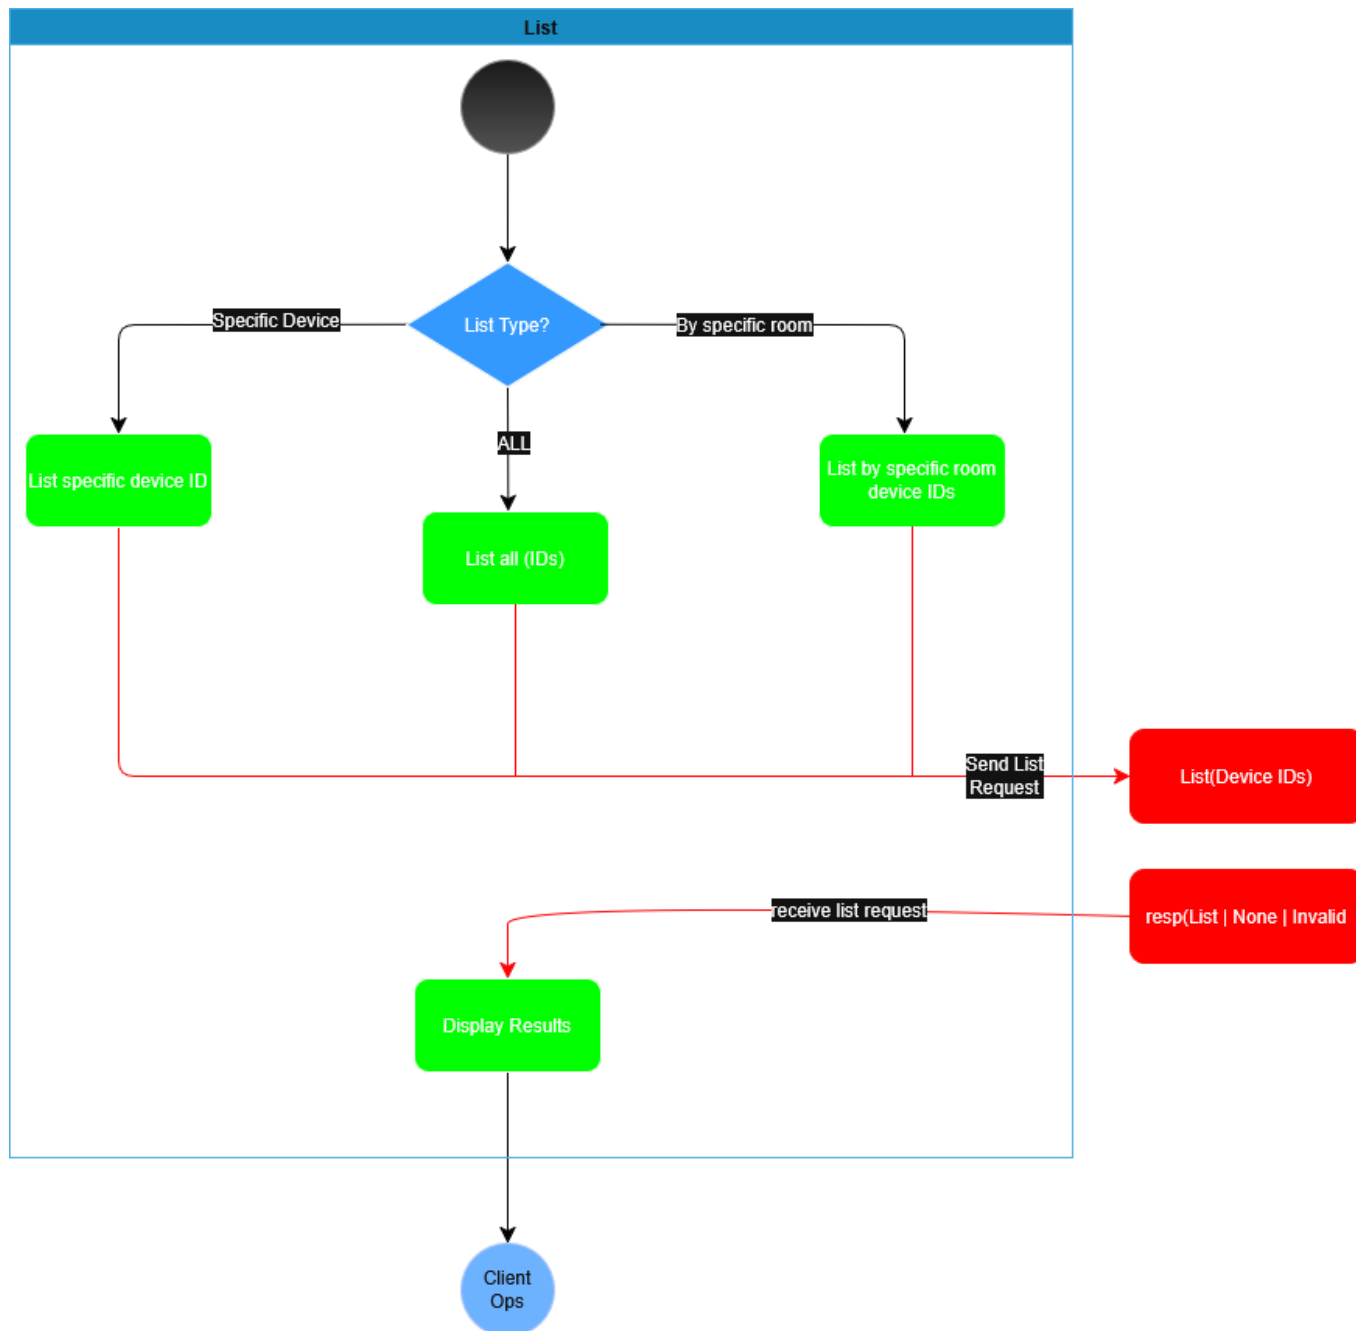 List
List Type?
Specific Device
By specific room
ALL
List specific device ID
List by specific room
device IDs
List all (IDs)
Send List
Request
List(Device IDs)
receive list request
resp(List | None | Invalid
Display Results
Client
Ops